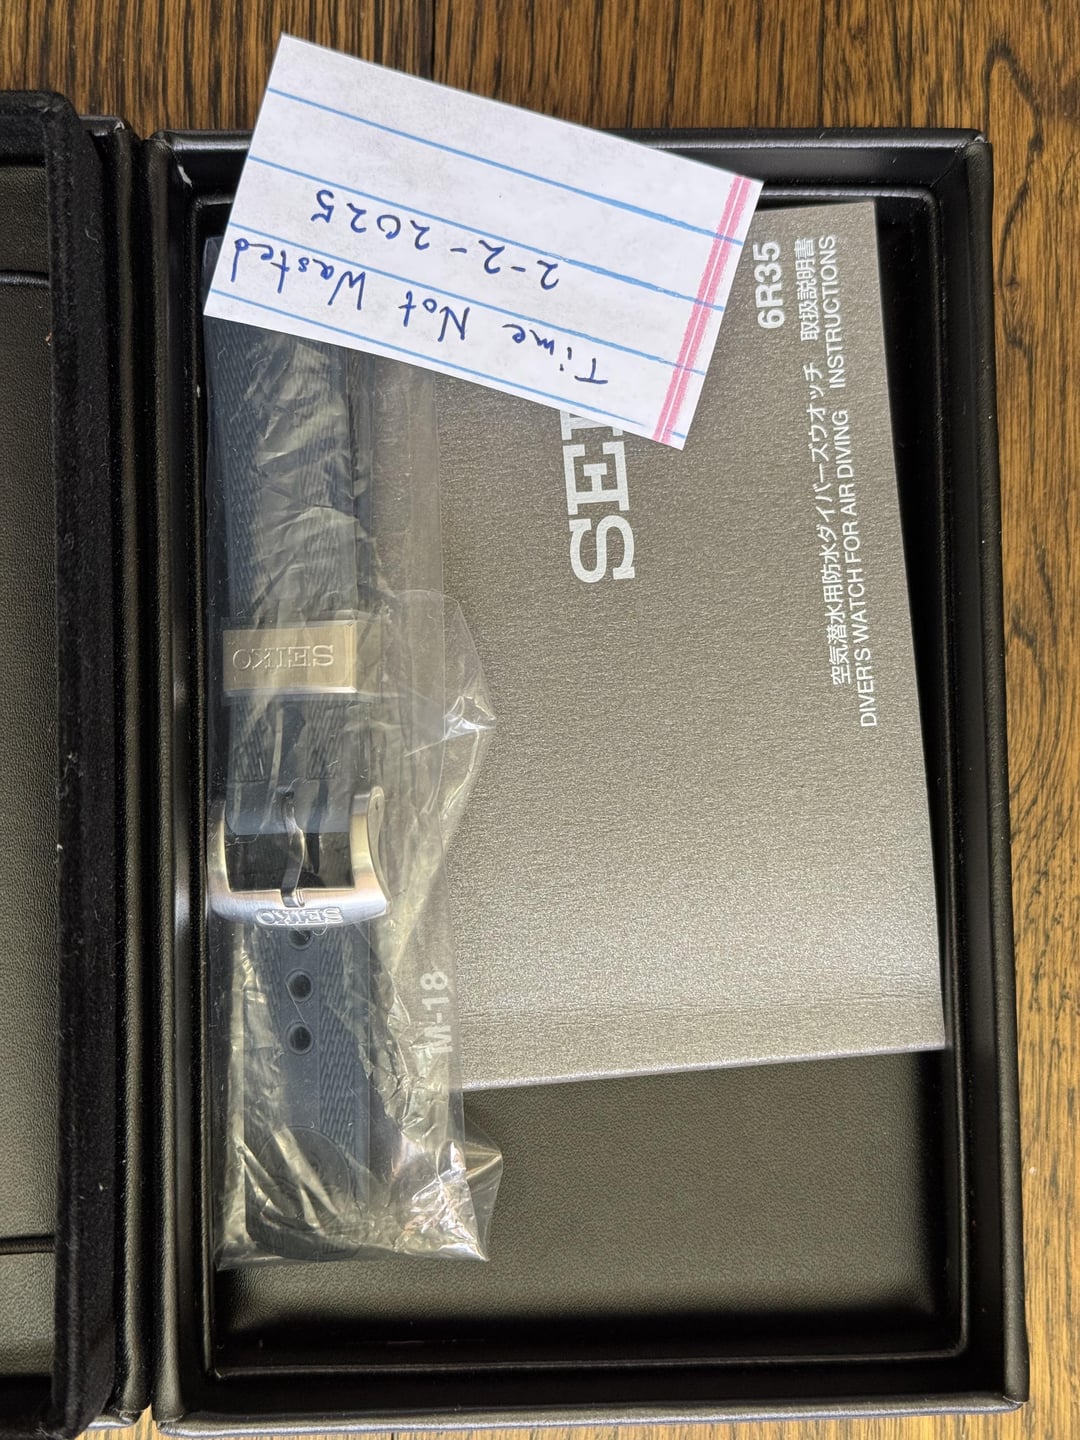 Time Not Wasted
2-2-2025
SEI
6R35
取扱説明書
INSTRUCTIONS
空気潜水用防水ダイバーズウオッチ
DIVER'S WATCH FOR AIR DIVING
M-18
SEIKO
SEIKO